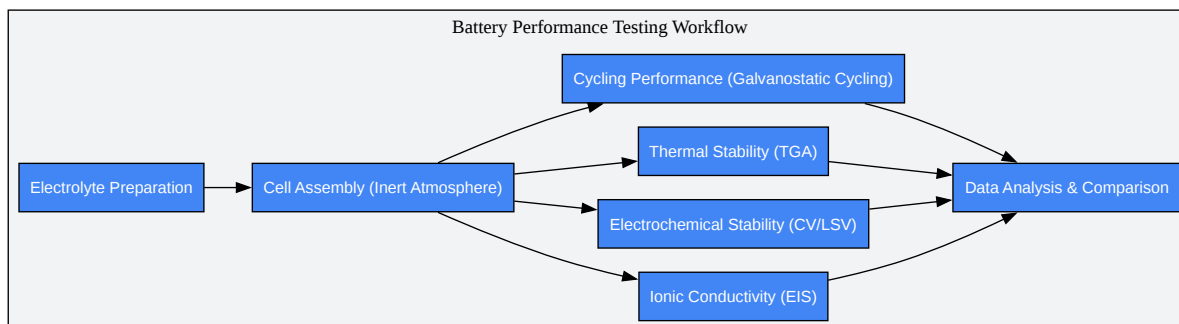 Battery Performance Testing Workflow
Electrolyte Preparation
Cell Assembly (Inert Atmosphere)
Cycling Performance (Galvanostatic Cycling)
Thermal Stability (TGA)
Electrochemical Stability (CV/LSV)
Ionic Conductivity (EIS)
Data Analysis & Comparison